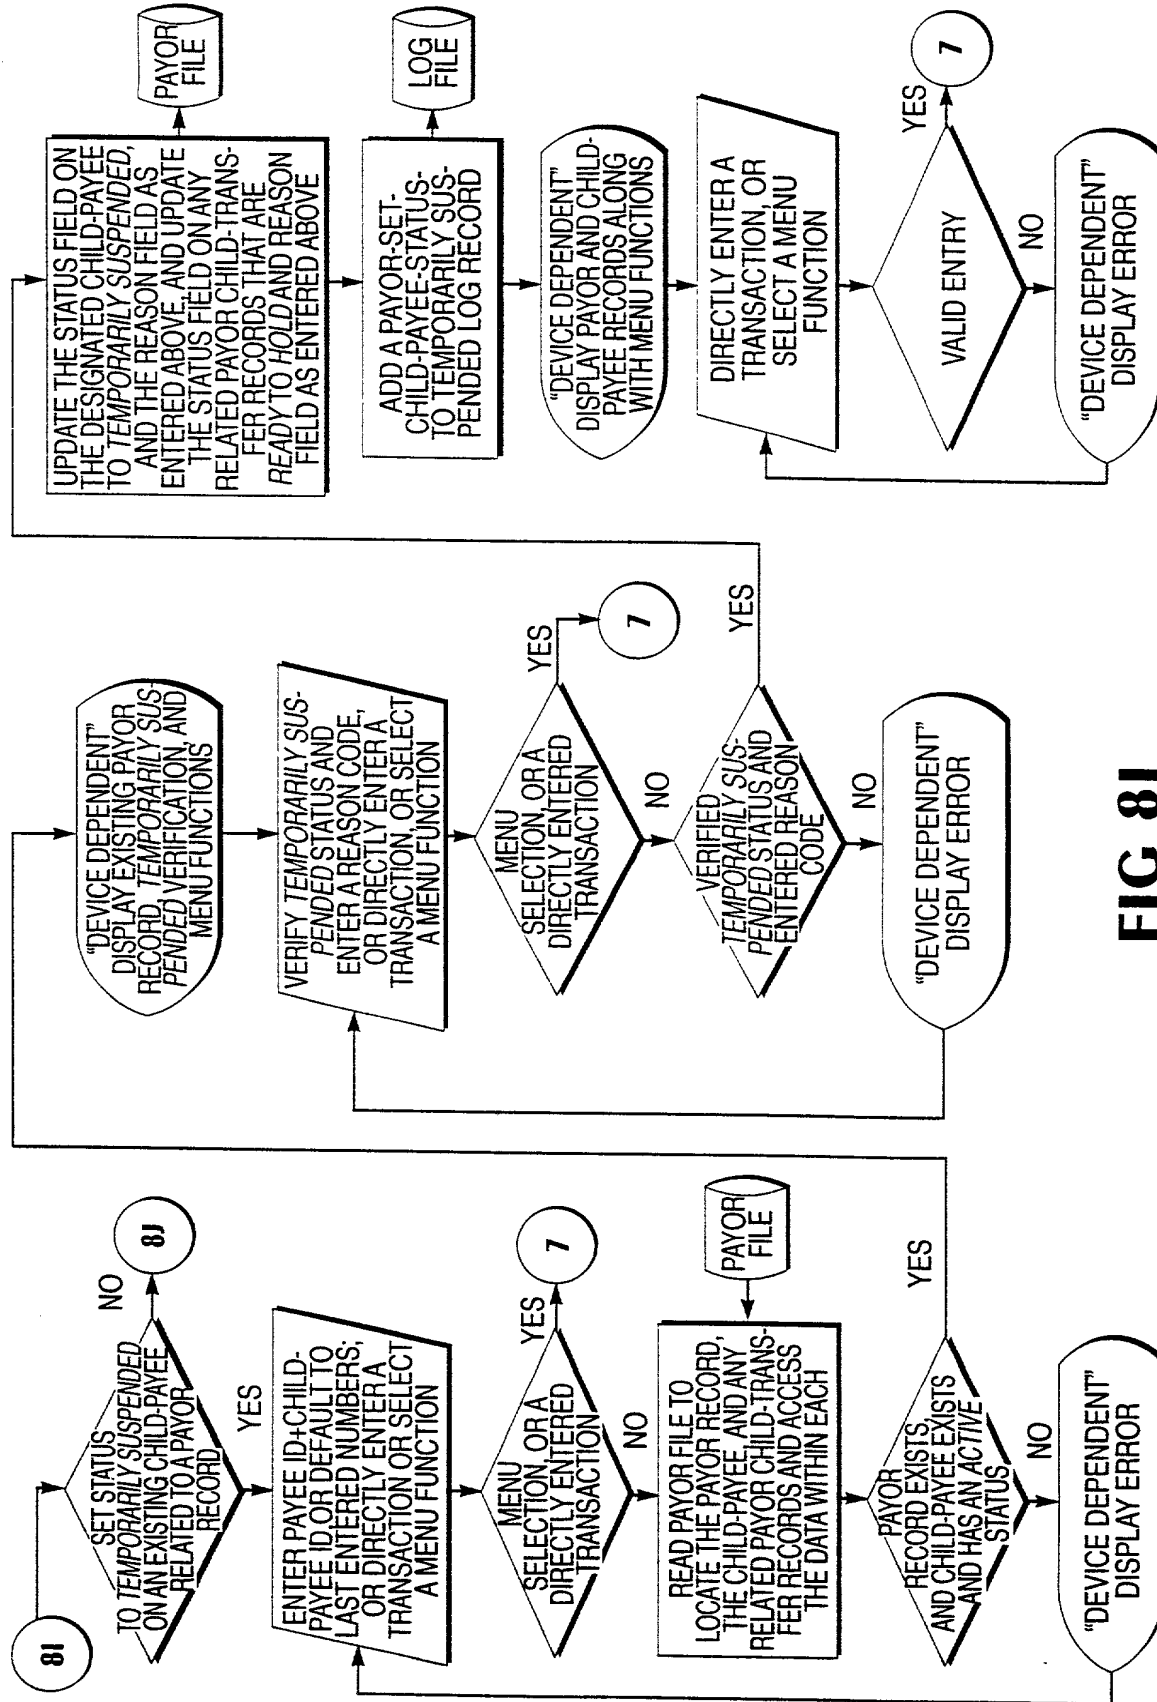 8I
SET STATUS
TO TEMPORARILY SUSPENDED
ON AN EXISTING CHILD-PAYEE
RELATED TO A PAYOR
RECORD
NO
8J
YES
ENTER PAYEE ID+CHILD-
PAYEE ID, OR DEFAULT TO
LAST ENTERED NUMBERS;
OR DIRECTLY ENTER A
TRANSACTION OR SELECT
A MENU FUNCTION
MENU
SELECTION, OR A
DIRECTLY ENTERED
TRANSACTION
YES
7
NO
READ PAYOR FILE TO
LOCATE THE PAYOR RECORD,
THE CHILD-PAYEE, AND ANY
RELATED PAYOR CHILD-TRANS-
FER RECORDS AND ACCESS
THE DATA WITHIN EACH
PAYOR
FILE
PAYOR
RECORD EXISTS,
AND CHILD-PAYEE EXISTS
AND HAS AN ACTIVE
STATUS
YES
NO
"DEVICE DEPENDENT"
DISPLAY ERROR
"DEVICE DEPENDENT"
DISPLAY EXISTING PAYOR
RECORD, TEMPORARILY SUS-
PENDED, VERIFICATION, AND
MENU FUNCTIONS
VERIFY TEMPORARILY SUS-
PENDED STATUS AND
ENTER A REASON CODE,
OR DIRECTLY ENTER A
TRANSACTION, OR SELECT
A MENU FUNCTION
MENU
SELECTION, OR A
DIRECTLY ENTERED
TRANSACTION
YES
7
NO
VERIFIED
TEMPORARILY SUS-
PENDED STATUS AND
ENTERED REASON
CODE
YES
NO
"DEVICE DEPENDENT"
DISPLAY ERROR
UPDATE THE STATUS FIELD ON
THE DESIGNATED CHILD-PAYEE
TO TEMPORARILY SUSPENDED,
AND THE REASON FIELD AS
ENTERED ABOVE, AND UPDATE
THE STATUS FIELD ON ANY
RELATED PAYOR CHILD-TRANS-
FER RECORDS THAT ARE
READY TO HOLD AND REASON
FIELD AS ENTERED ABOVE
PAYOR
FILE
ADD A PAYOR-SET-
CHILD-PAYEE-STATUS-
TO TEMPORARILY SUS-
PENDED LOG RECORD
LOG
FILE
"DEVICE DEPENDENT"
DISPLAY PAYOR AND CHILD-
PAYEE RECORDS ALONG
WITH MENU FUNCTIONS
DIRECTLY ENTER A
TRANSACTION, OR
SELECT A MENU
FUNCTION
VALID ENTRY
YES
7
NO
"DEVICE DEPENDENT"
DISPLAY ERROR
FIG 8I